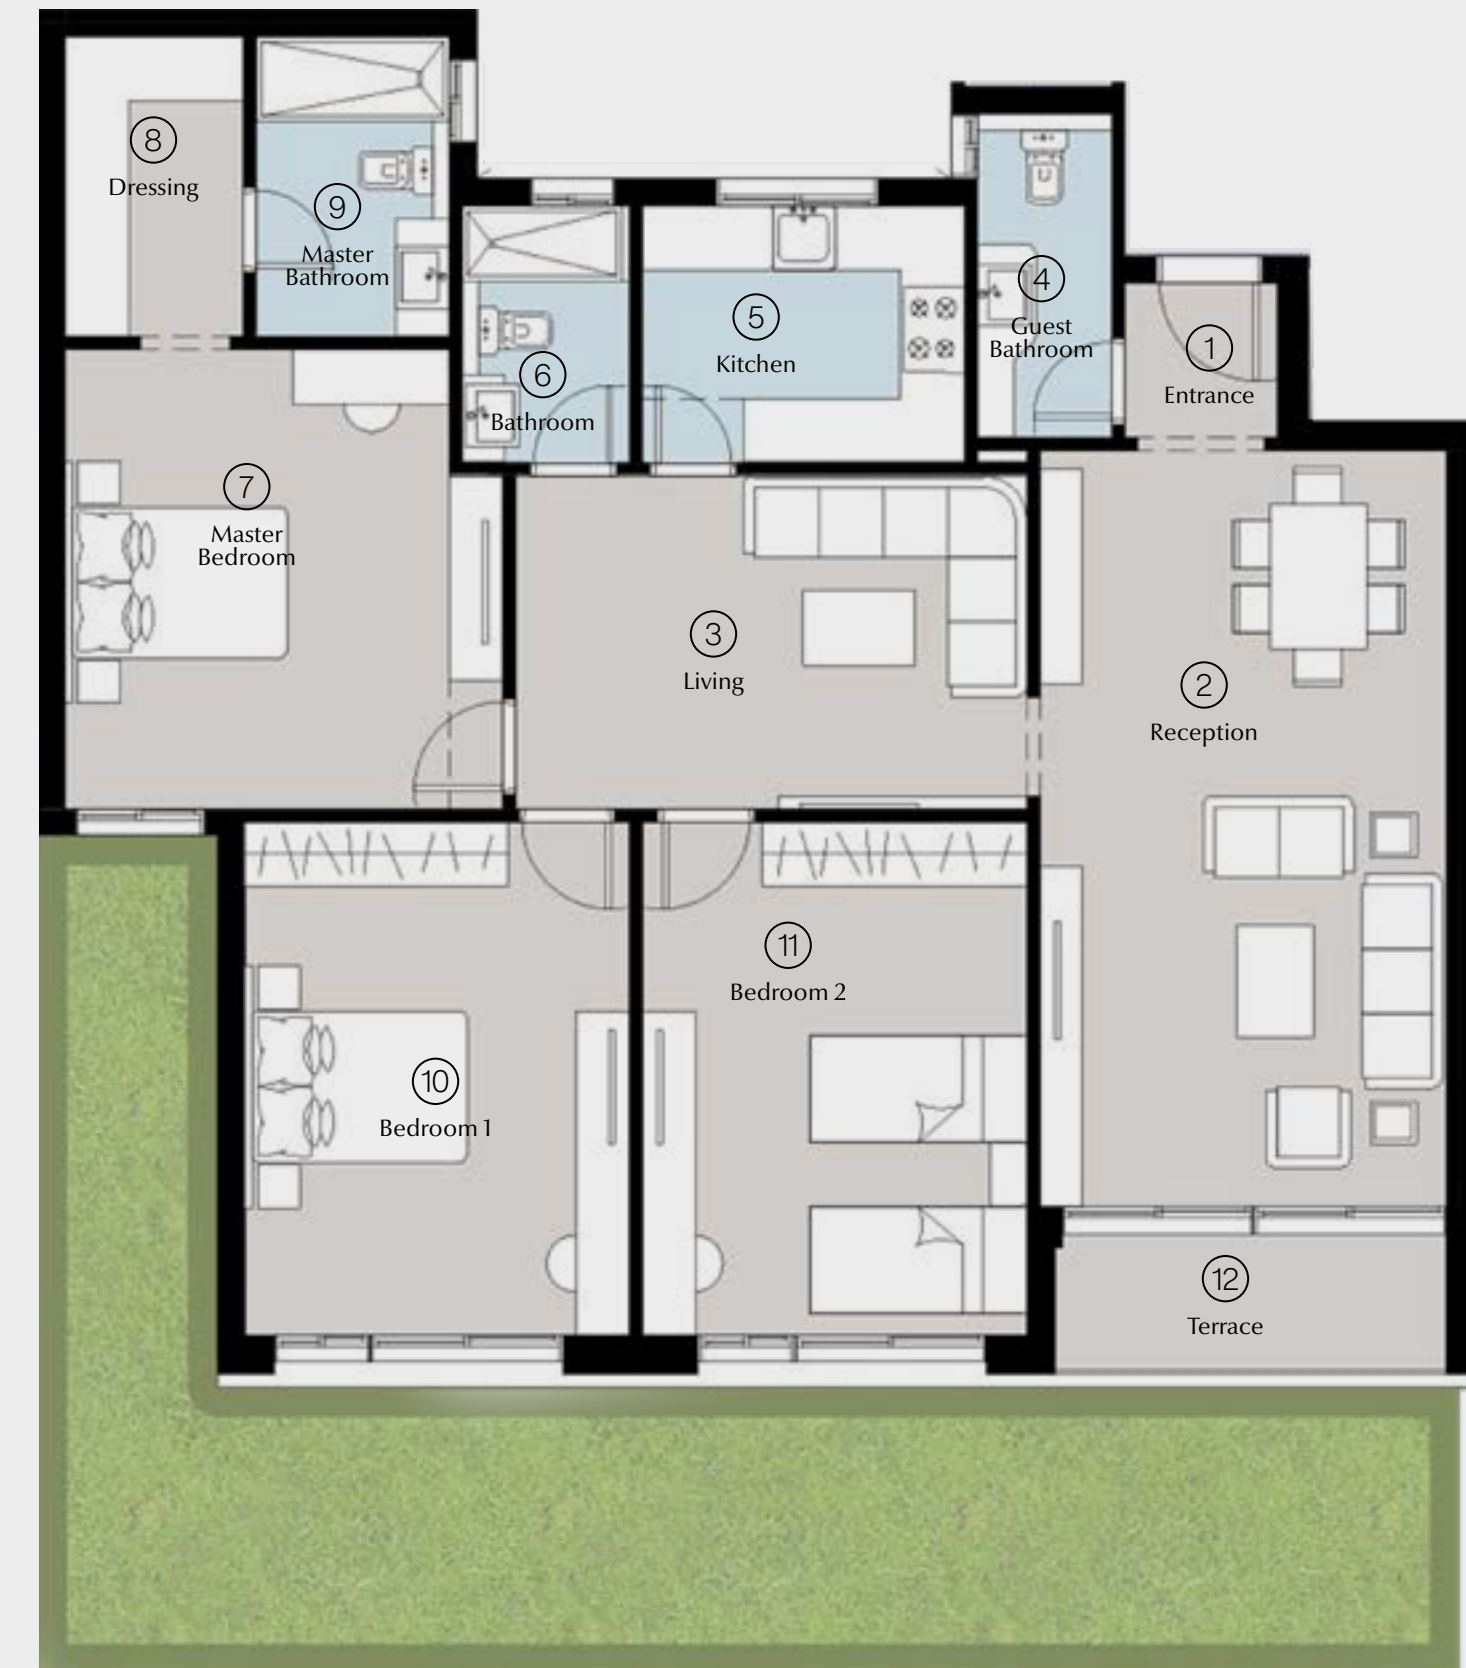 1
Entrance
2
Reception
3
Living
4
Guest
Bathroom
5
Kitchen
6
Bathroom
7
Master
Bedroom
8
Dressing
9
Master
Bathroom
10
Bedroom 1
11
Bedroom 2
12
Terrace